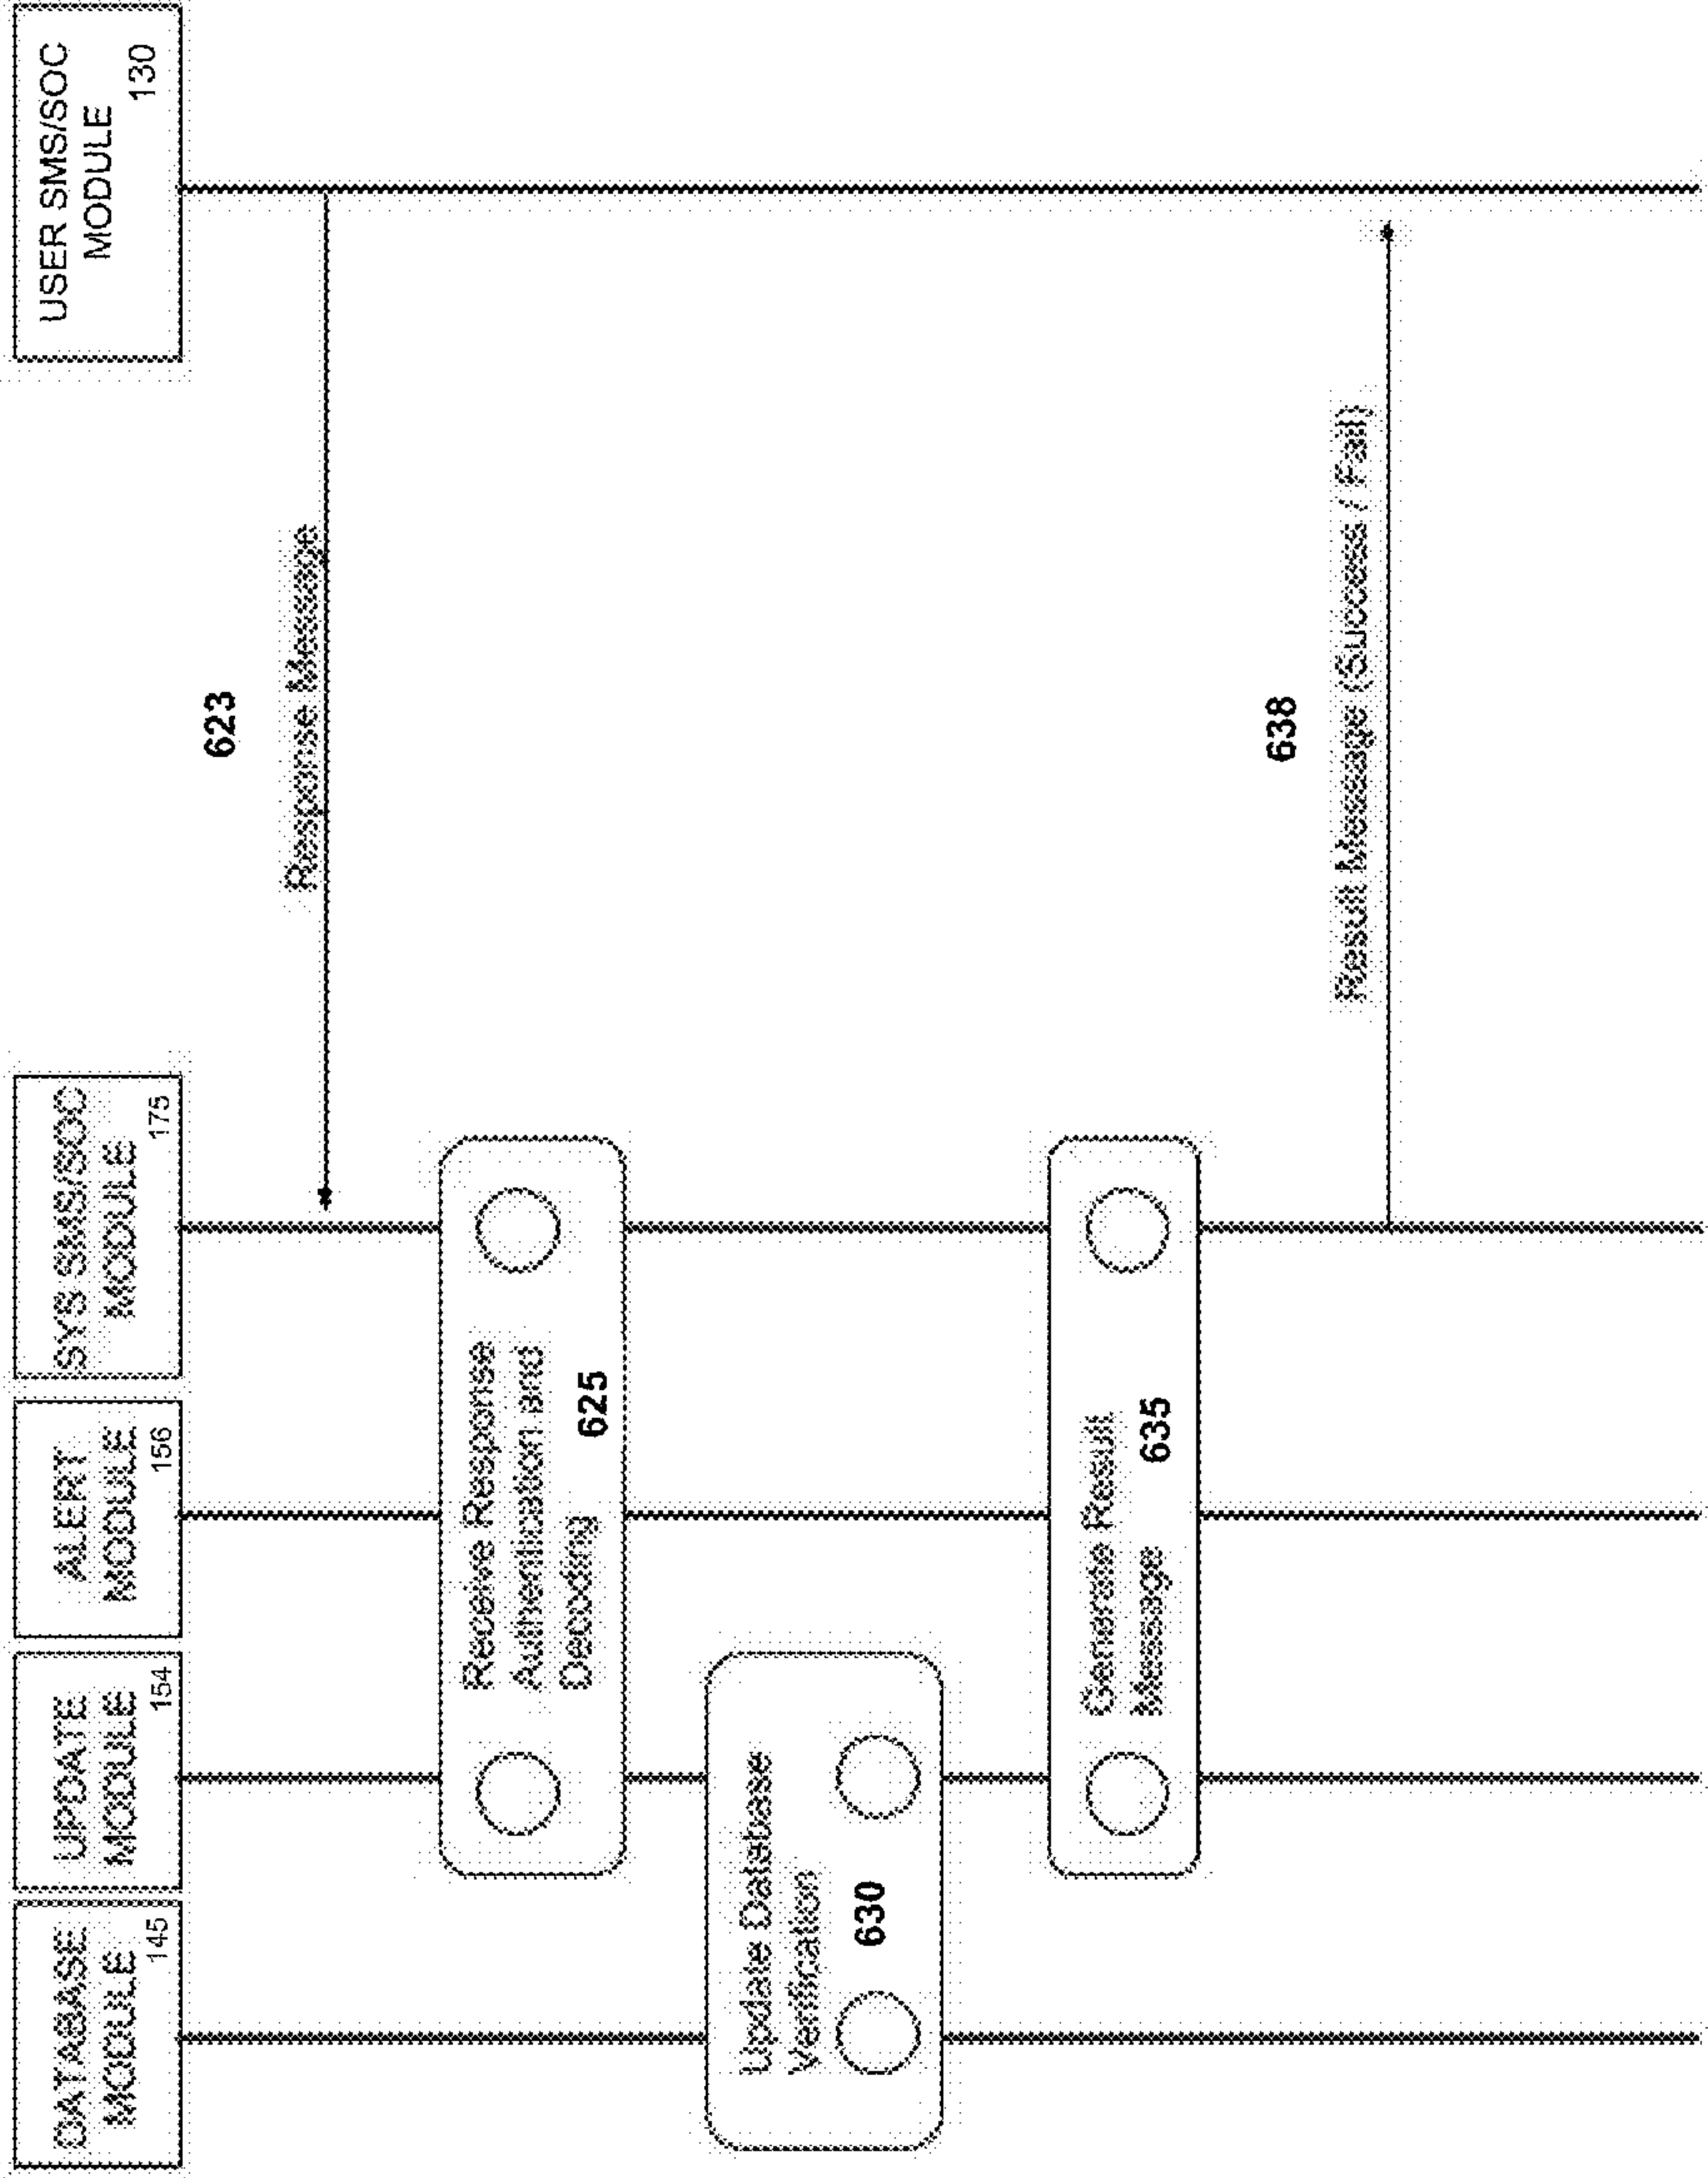 DATABASE
MODULE
145
UPDATE
MODULE
154
ALERT
MODULE
156
SYS SMS/SOC
MODULE
175
USER SMS/SOC
MODULE
130
623
Response Message
Receive Response
Authentication and
Decoding
625
Update Database
Verification
630
Generate Result
Message
635
638
Result Message (Success / Fail)